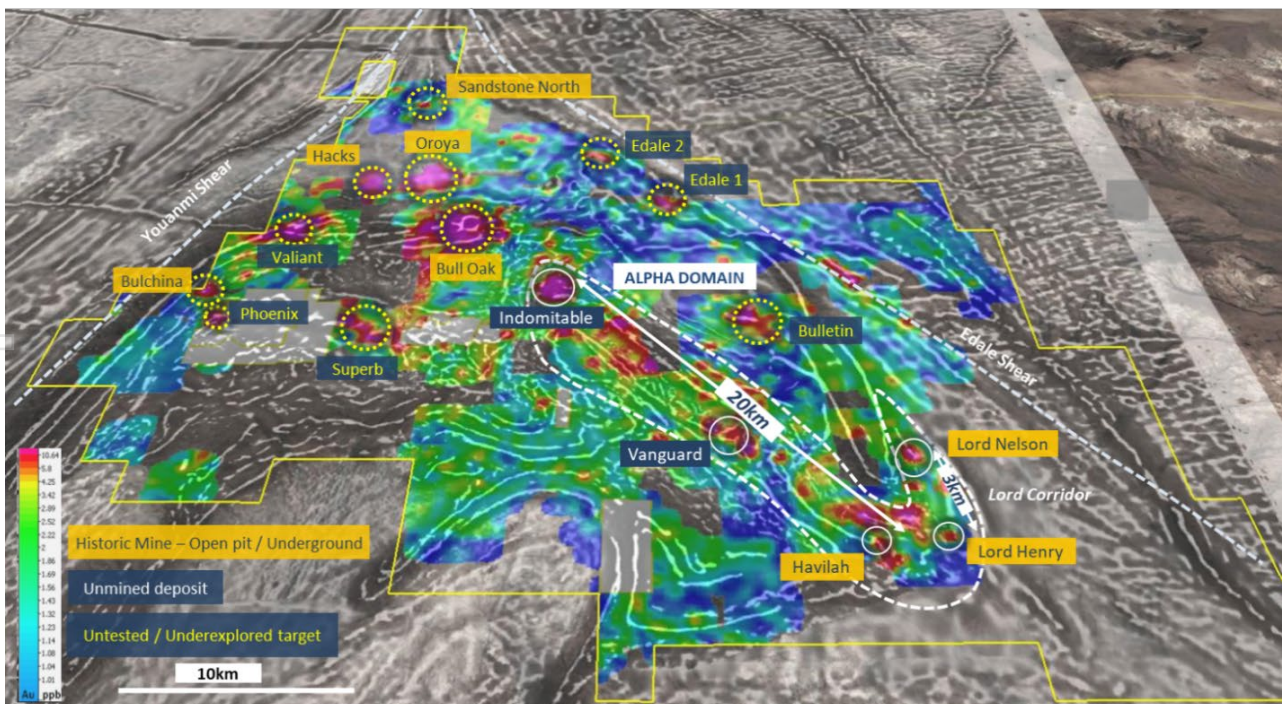 Sandstone North
Oroya
Hacks
Edale 2
Edale 1
Youanmi Shear
Valiant
Bull Oak
ALPHA DOMAIN
Bulchina
Phoenix
Indomitable
Bulletin
Superb
Edale Shear
20km
Vanguard
Lord Nelson
3km
Lord Corridor
Havilah
Lord Henry
10.64
5.8
4.25
3.42
2.89
2.52
2.22
2
1.86
1.69
1.56
1.43
1.32
1.23
1.14
1.08
1.04
1.01
Au ppb
Historic Mine – Open pit / Underground
Unmined deposit
Untested / Underexplored target
10km